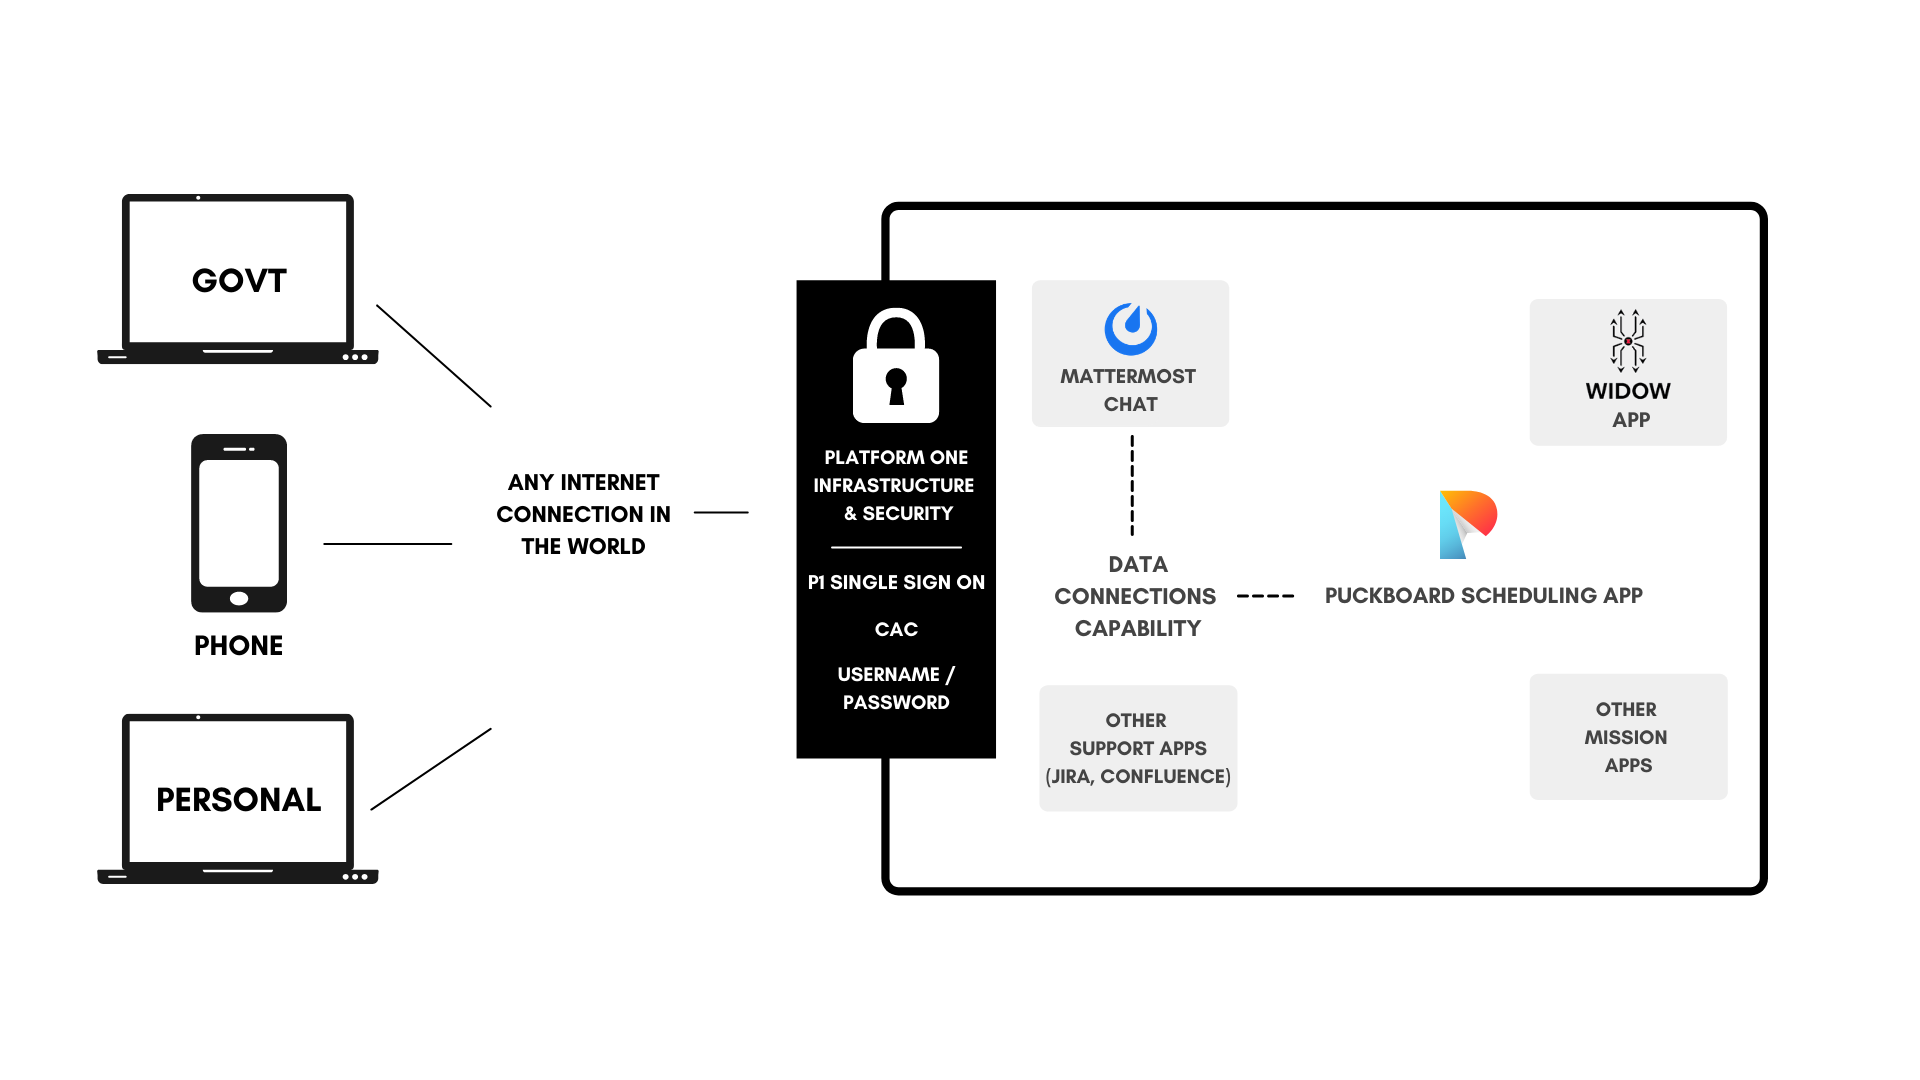 GOVT
PHONE
PERSONAL
ANY INTERNET
CONNECTION IN
THE WORLD
PLATFORM ONE
INFRASTRUCTURE
& SECURITY
P1 SINGLE SIGN ON
CAC
USERNAME /
PASSWORD
MATTERMOST
CHAT
DATA
CONNECTIONS
CAPABILITY
OTHER
SUPPORT APPS
(JIRA, CONFLUENCE)
WIDOW
APP
PUCKBOARD SCHEDULING APP
OTHER
MISSION
APPS